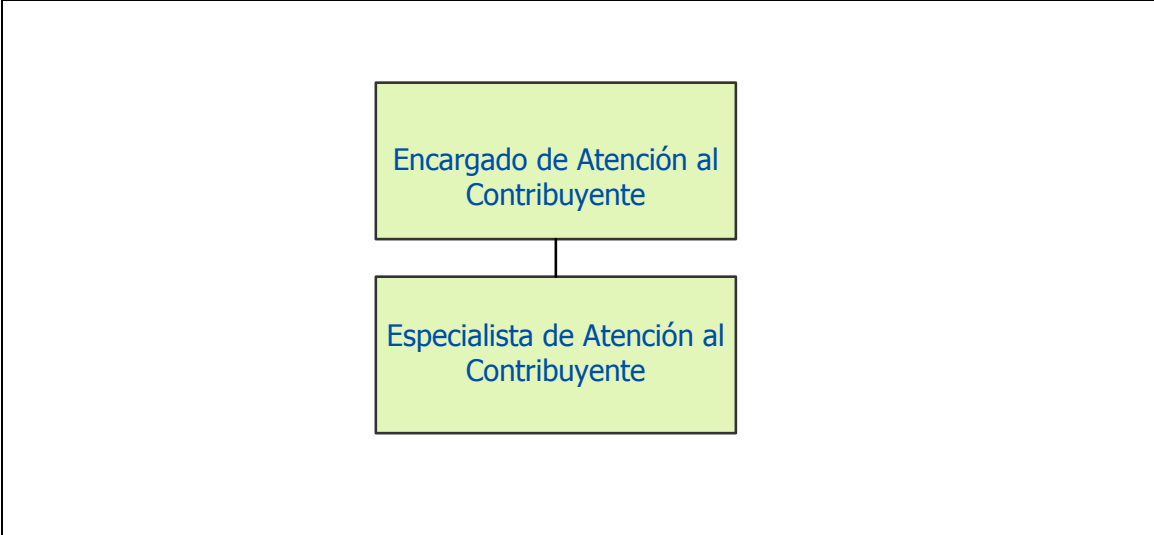 Encargado de Atención al
Contribuyente
Especialista de Atención al
Contribuyente